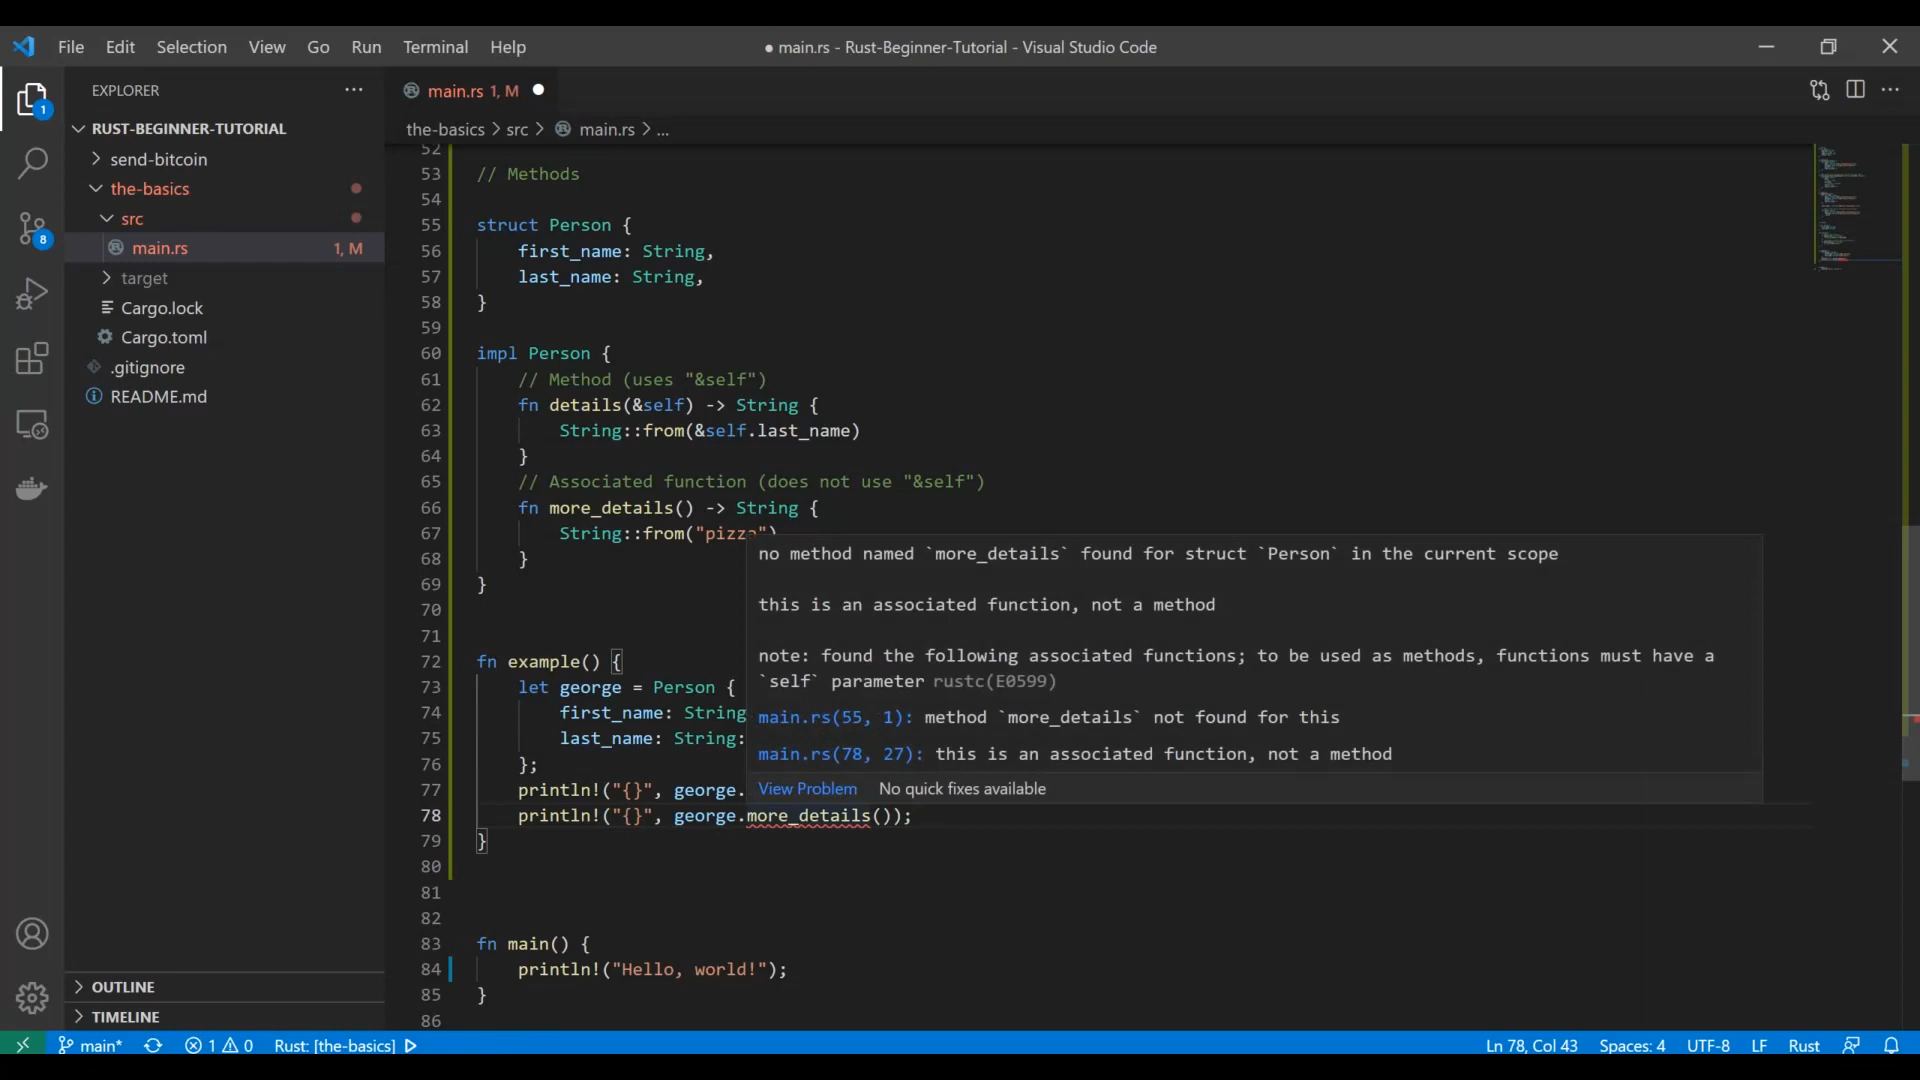 File Edit Selection View Go Run Terminal Help
● main.rs - Rust-Beginner-Tutorial - Visual Studio Code
EXPLORER
main.rs 1, M
the-basics > src > main.rs > ...
1
8
RUST-BEGINNER-TUTORIAL
send-bitcoin
the-basics
src
main.rs 1, M
target
Cargo.lock
Cargo.toml
.gitignore
README.md
OUTLINE
TIMELINE
52
53 // Methods
54
55 struct Person {
56 first_name: String,
57 last_name: String,
58 }
59
60 impl Person {
61 // Method (uses "&self")
62 fn details(&self) -> String {
63 String::from(&self.last_name)
64 }
65 // Associated function (does not use "&self")
66 fn more_details() -> String {
67 String::from("pizza")
68 }
69 }
70
71
72 fn example() {
73 let george = Person {
74 first_name: String
75 last_name: String:
76 };
77 println!("{}", george.
78 println!("{}", george.more_details());
79 }
80
81
82
83 fn main() {
84 println!("Hello, world!");
85 }
86
no method named `more_details` found for struct `Person` in the current scope
this is an associated function, not a method
note: found the following associated functions; to be used as methods, functions must have a
`self` parameter rustc(E0599)
main.rs(55, 1): method `more_details` not found for this
main.rs(78, 27): this is an associated function, not a method
View Problem No quick fixes available
main* 1 0 Rust: [the-basics]
Ln 78, Col 43 Spaces: 4 UTF-8 LF Rust